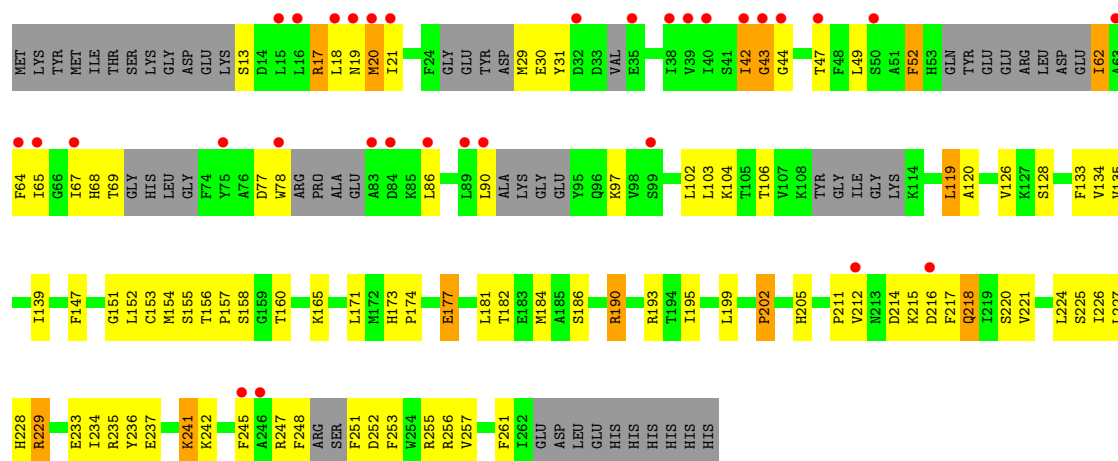 MET LYS TYR MET ILE THR SER LYS GLY ASP GLU LYS S13 D14 L15 L16 R17 L18 N19 M20 I21 F24 GLY GLU TYR ASP M29 E30 Y31 D32 D33 VAL E35 I38 V39 I40 S41 I42 G43 G44 T47 F48 L49 S50 A51 F52 H53 GLN TYR GLU GLU ARG LEU ASP GLU I62 A63
F64 I65 G66 I67 H68 T69 GLY HIS LEU GLY F74 Y75 A76 D77 W78 ARG PRO ALA GLU A83 D84 K85 L86 L89 L90 ALA LYS GLY GLU Y95 Q96 K97 V98 S99 L102 L103 K104 T105 T106 V107 K108 TYR GLY ILE GLY LYS K114 L119 A120 V126 K127 S128 F133 V134 V135
I139 F147 G151 L152 C153 M154 S155 T156 P157 S158 G159 T160 K165 L171 M172 H173 P174 E177 L181 T182 E183 M184 A185 S186 R190 R193 T194 I195 L199 P202 H205 P211 V212 N213 D214 K215 D216 F217 Q218 I219 S220 V221 L224 S225 I226 L227
H228 R229 E233 I234 R235 Y236 E237 K241 K242 F245 A246 R247 F248 ARG SER F251 D252 F253 W254 R255 R256 V257 F261 I262 GLU ASP LEU GLU HIS HIS HIS HIS HIS HIS